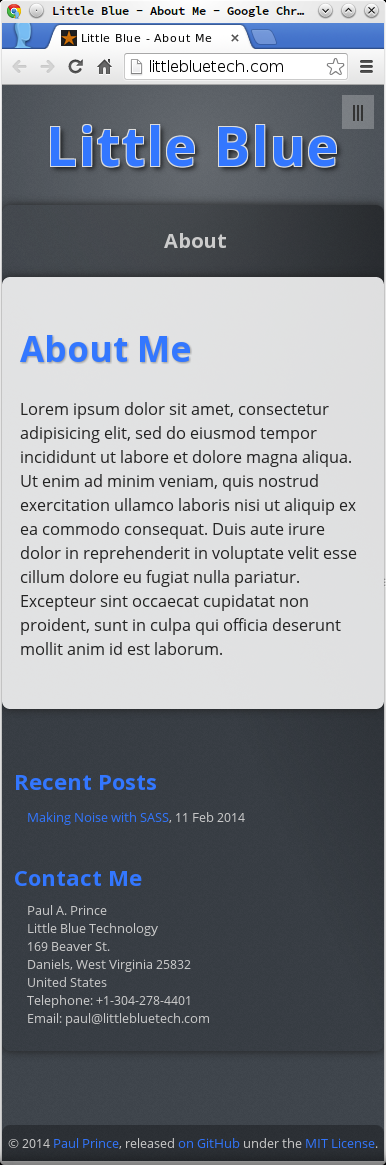 Little Blue - About Me - Google Chr...
Little Blue - About Me
littlebluetech.com
Little Blue
About
About Me
Lorem ipsum dolor sit amet, consectetur
adipisicing elit, sed do eiusmod tempor
incididunt ut labore et dolore magna aliqua.
Ut enim ad minim veniam, quis nostrud
exercitation ullamco laboris nisi ut aliquip ex
ea commodo consequat. Duis aute irure
dolor in reprehenderit in voluptate velit esse
cillum dolore eu fugiat nulla pariatur.
Excepteur sint occaecat cupidatat non
proident, sunt in culpa qui officia deserunt
mollit anim id est laborum.
Recent Posts
Making Noise with SASS, 11 Feb 2014
Contact Me
Paul A. Prince
Little Blue Technology
169 Beaver St.
Daniels, West Virginia 25832
United States
Telephone: +1-304-278-4401
Email: paul@littlebluetech.com
© 2014 Paul Prince, released on GitHub under the MIT License.